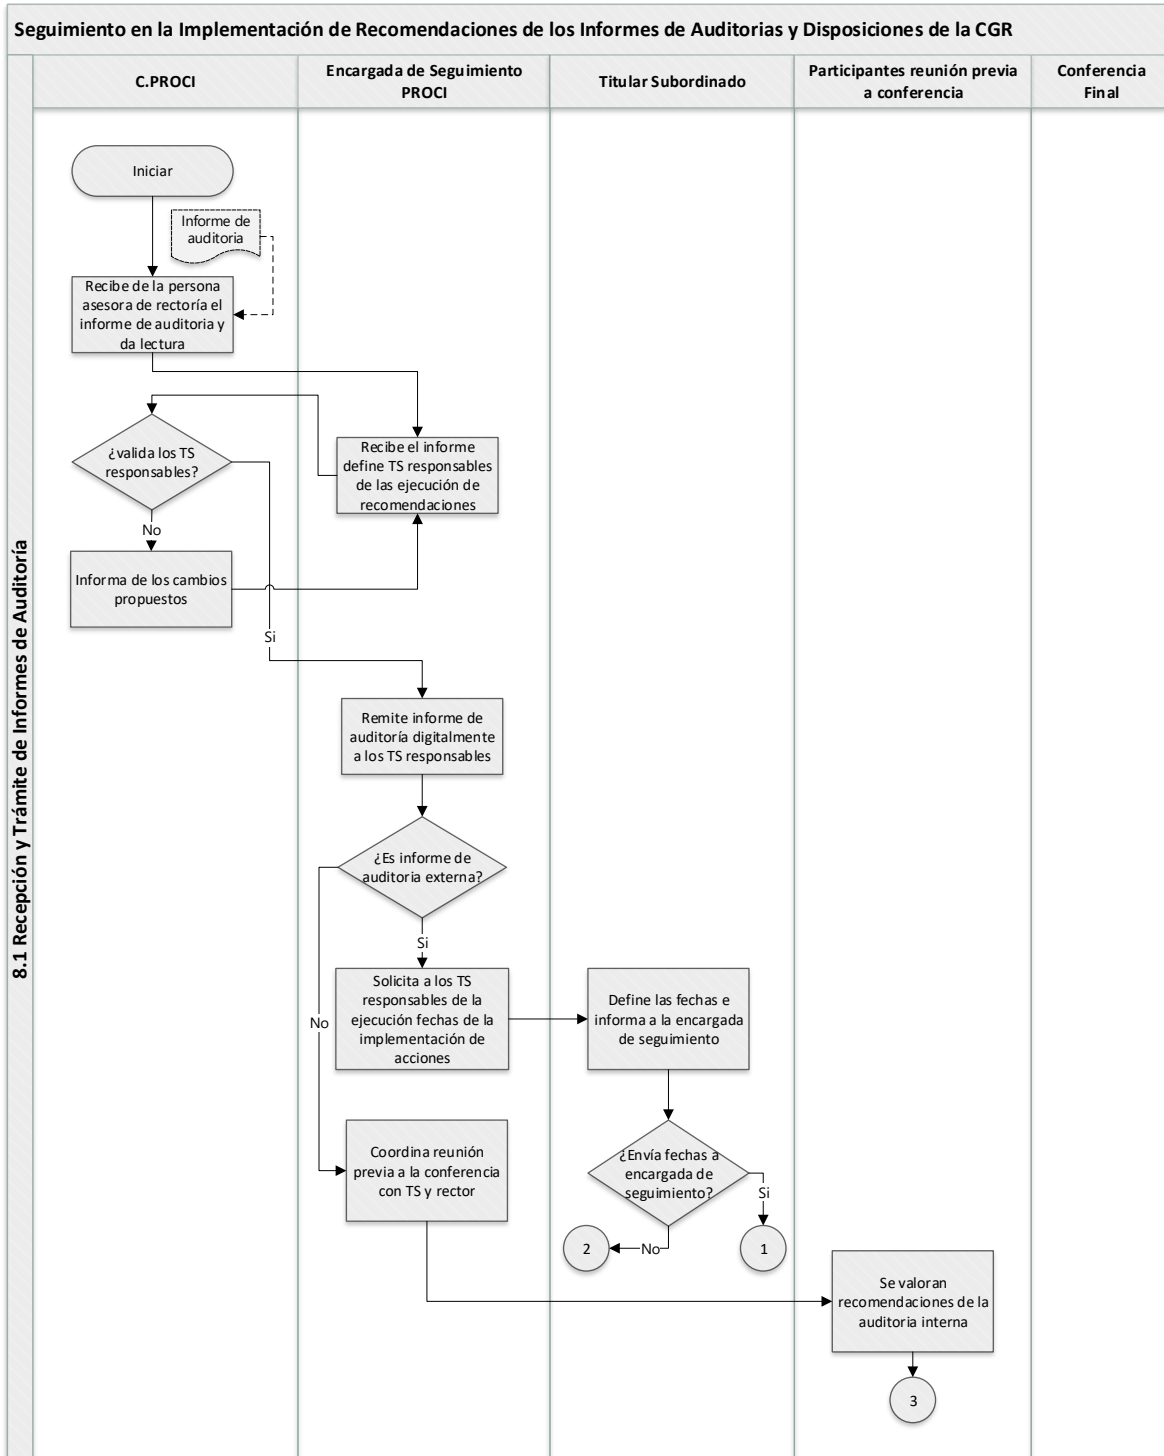 Seguimiento en la Implementación de Recomendaciones de los Informes de Auditorias y Disposiciones de la CGR
8.1 Recepción y Trámite de Informes de Auditoría
C.PROCI
Encargada de Seguimiento
PROCI
Titular Subordinado
Participantes reunión previa
a conferencia
Conferencia
Final
Iniciar
Informe de
auditoria
Recibe de la persona
asesora de rectoría el
informe de auditoria y
da lectura
¿valida los TS
responsables?
Recibe el informe
define TS responsables
de las ejecución de
recomendaciones
No
Informa de los cambios
propuestos
Si
Remite informe de
auditoría digitalmente
a los TS responsables
¿Es informe de
auditoria externa?
Si
No
Solicita a los TS
responsables de la
ejecución fechas de la
implementación de
acciones
Define las fechas e
informa a la encargada
de seguimiento
Coordina reunión
previa a la conferencia
con TS y rector
¿Envía fechas a
encargada de
seguimiento?
Si
No
2
1
Se valoran
recomendaciones de la
auditoria interna
3